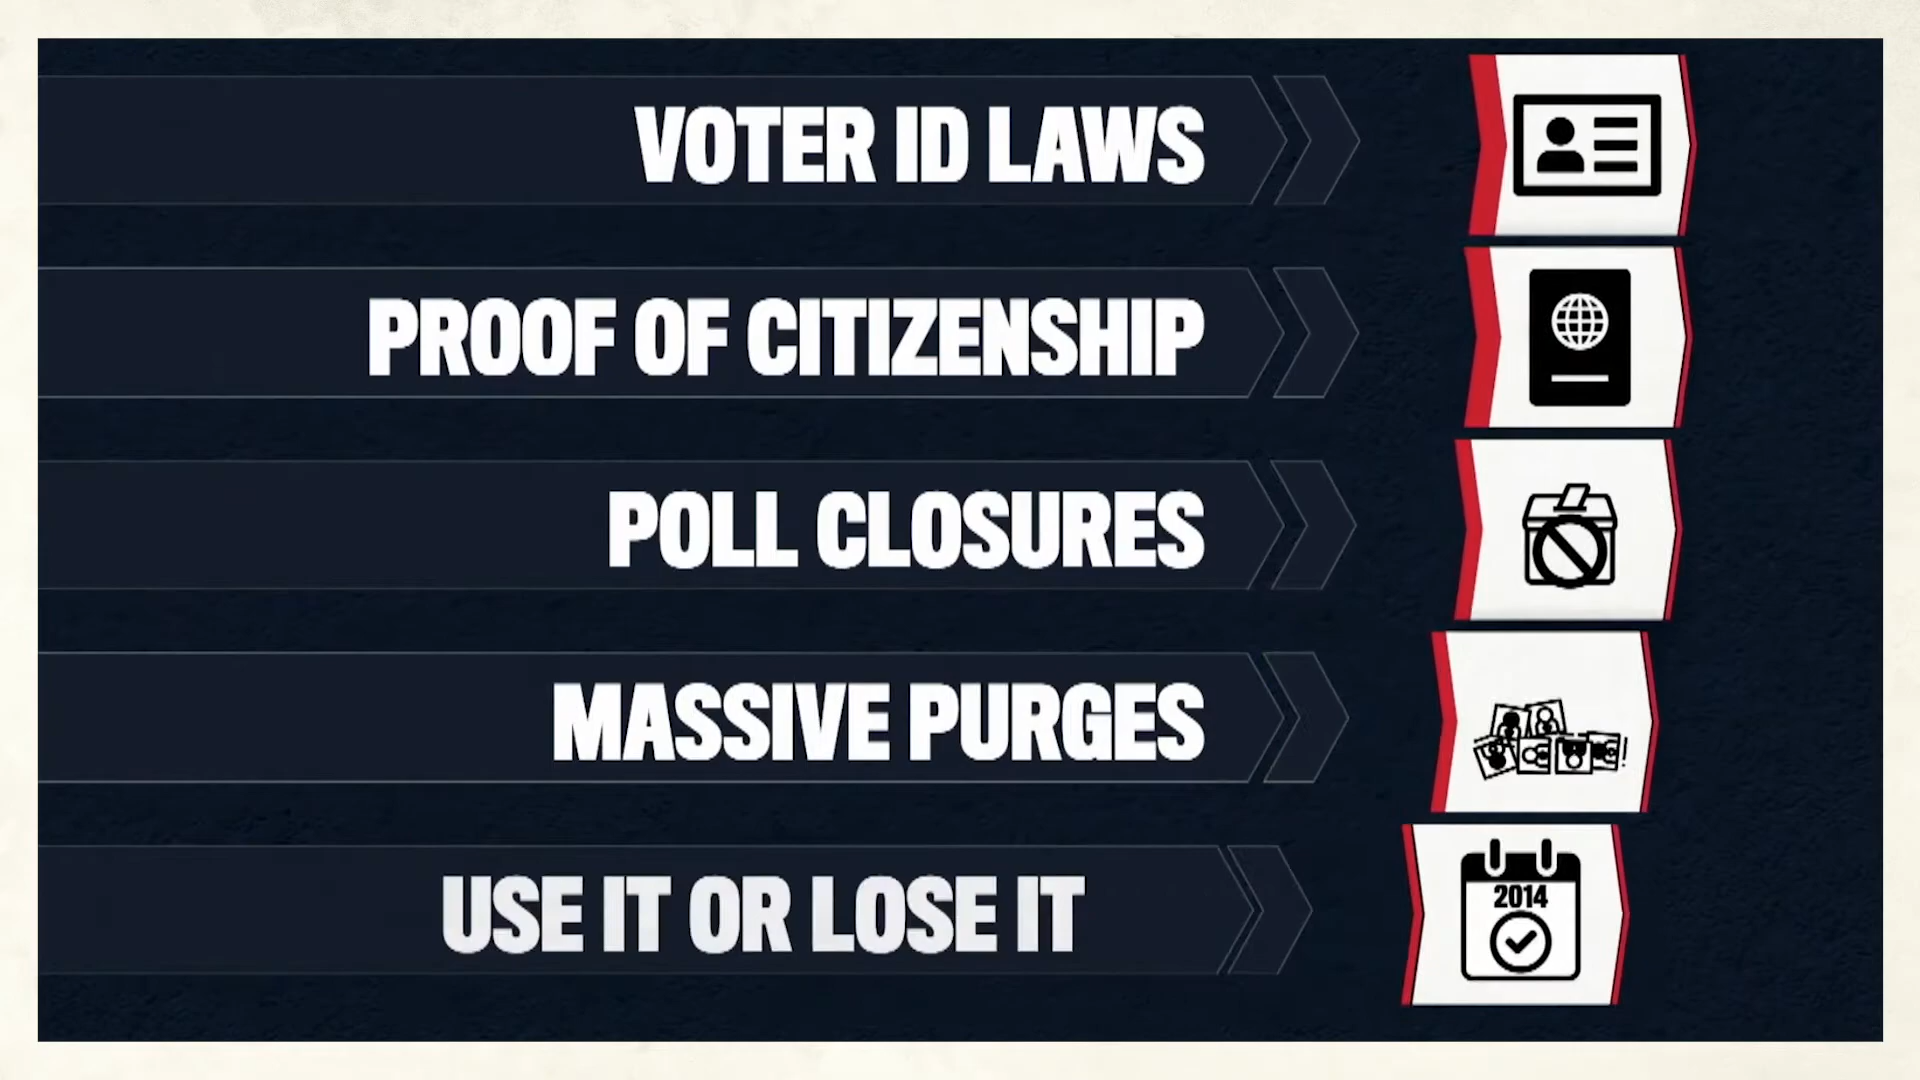 VOTER ID LAWS
PROOF OF CITIZENSHIP
POLL CLOSURES
MASSIVE PURGES
USE IT OR LOSE IT
2014